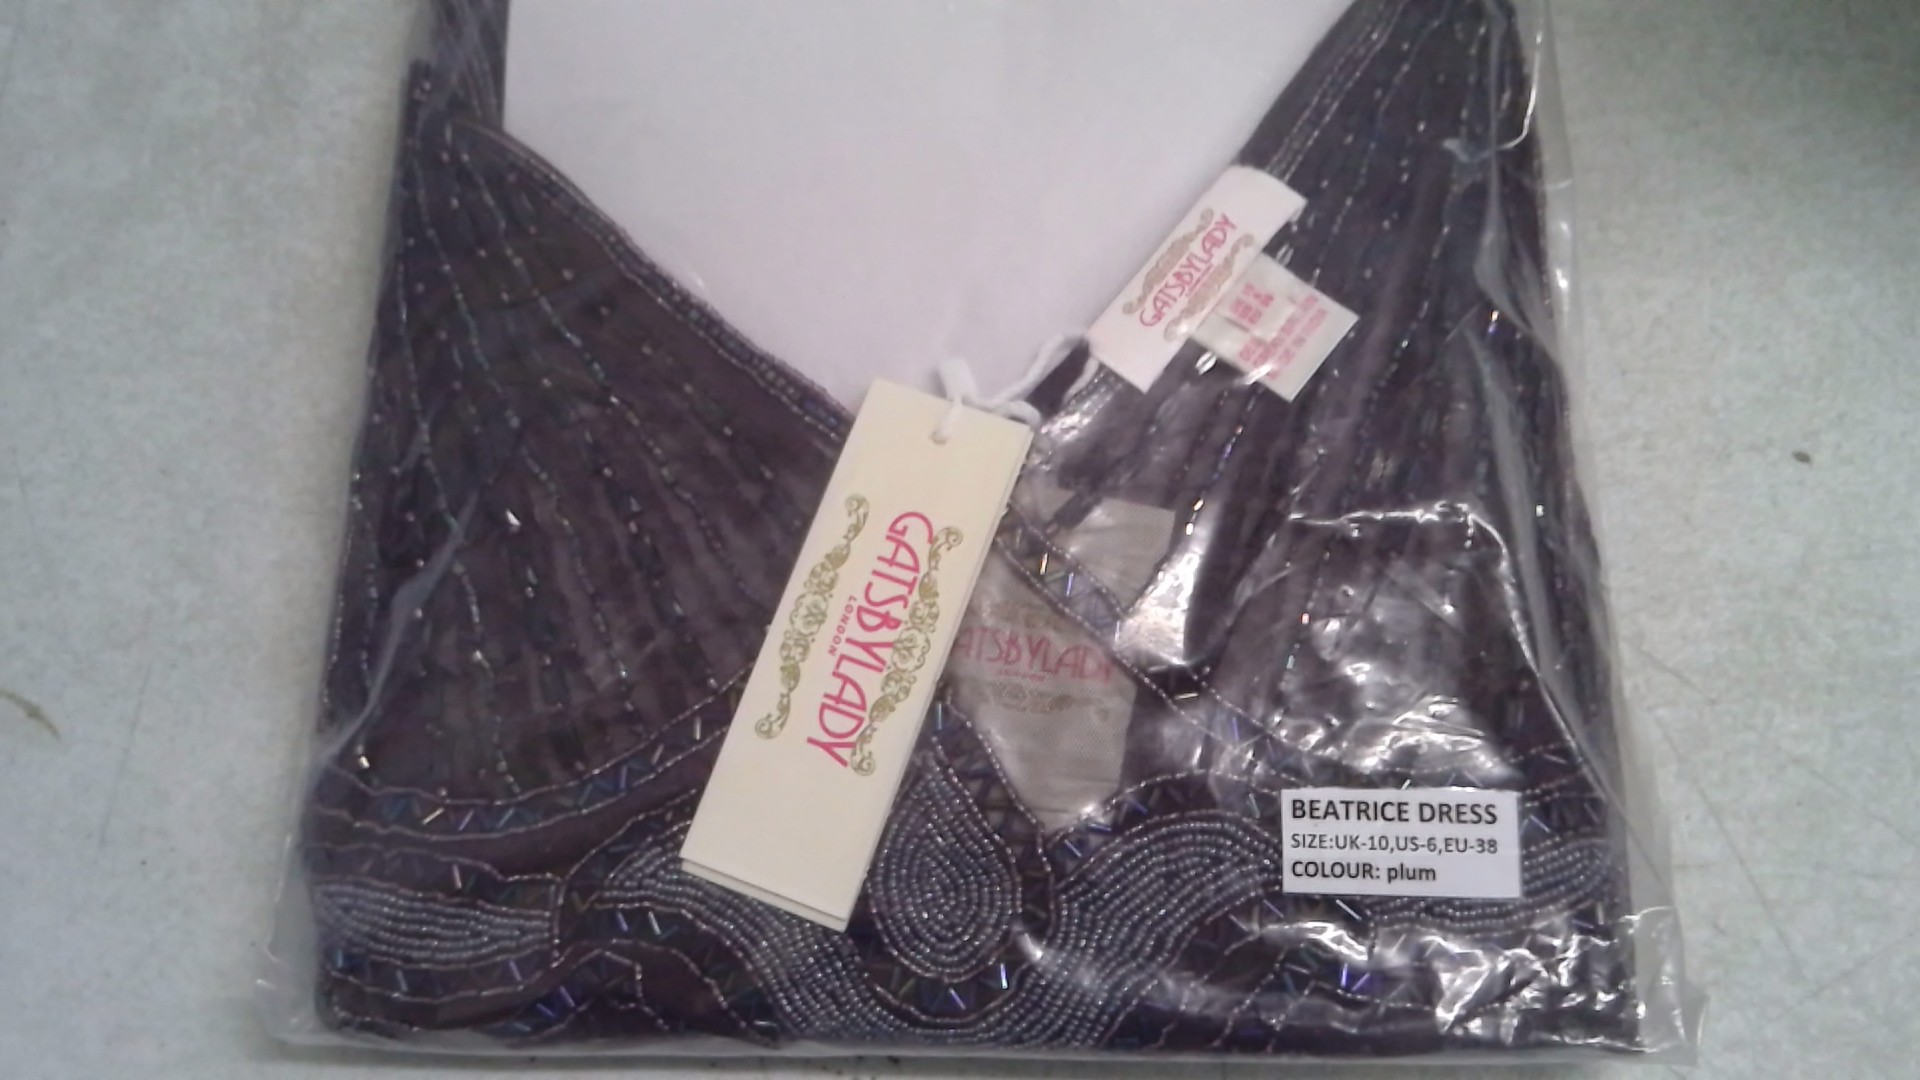 GATSBYLADY
GATSBYLADY
LONDON
GATSBYLADY
BEATRICE DRESS
SIZE:UK-10,US-6,EU-38
COLOUR: plum